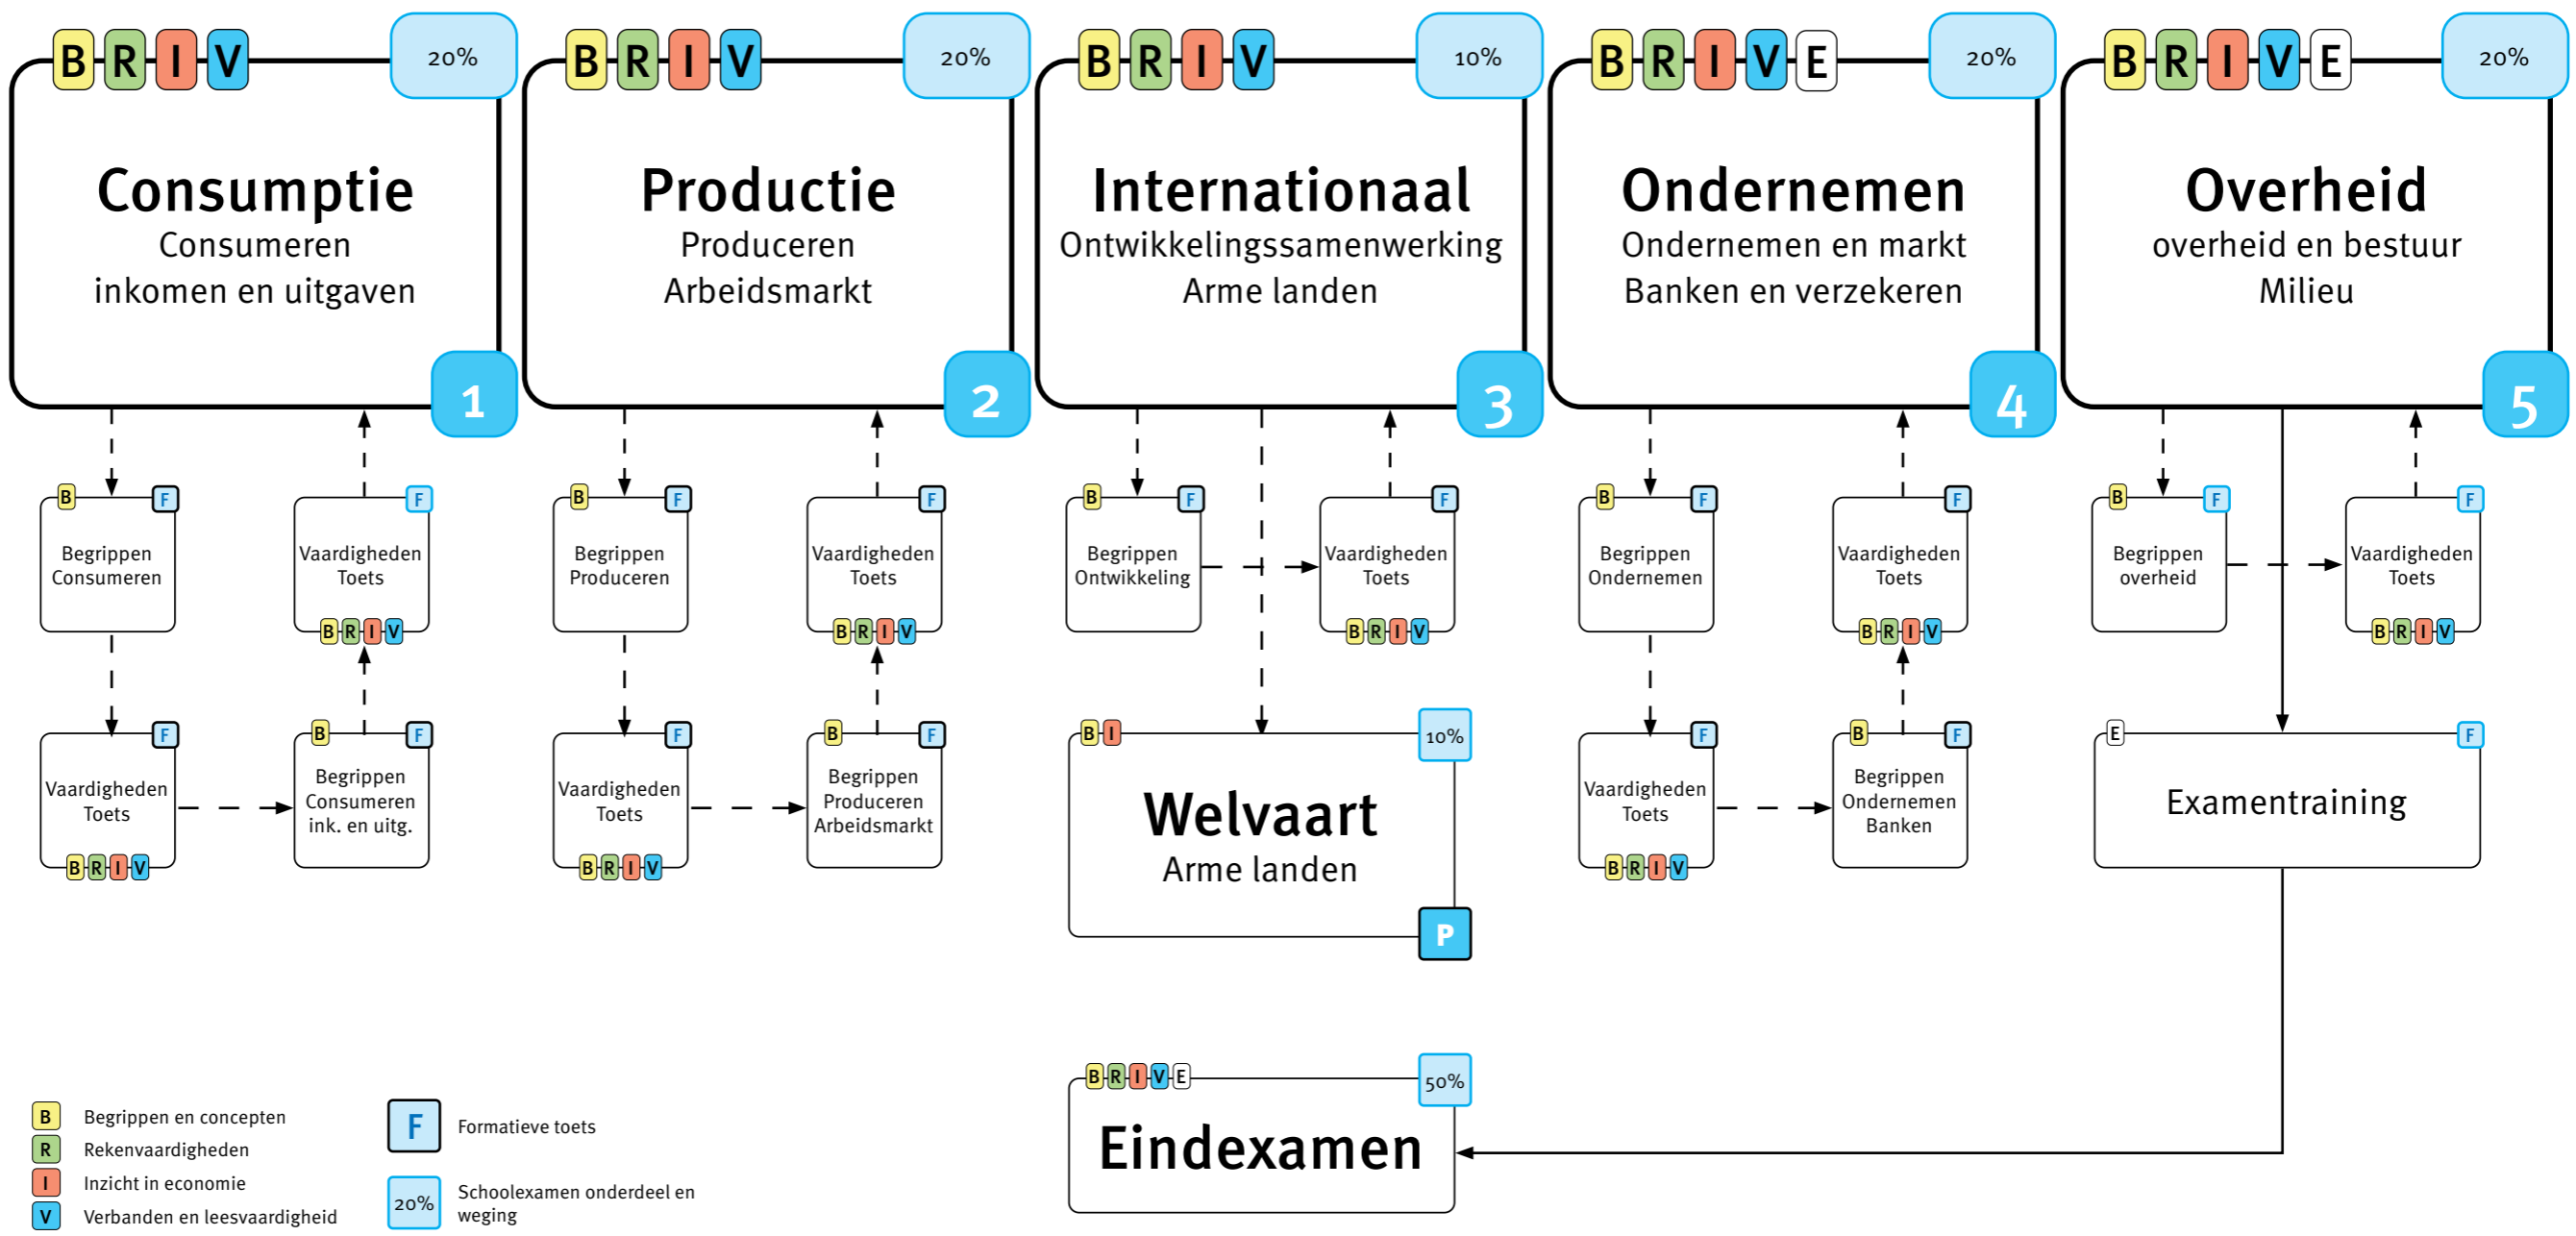 B R I V
20%
Consumptie
Consumeren
inkomen en uitgaven
1
B R I V
20%
Productie
Produceren
Arbeidsmarkt
2
B R I V
10%
Internationaal
Ontwikkelingssamenwerking
Arme landen
3
B R I V E
20%
Ondernemen
Ondernemen en markt
Banken en verzekeren
4
B R I V E
20%
Overheid
overheid en bestuur
Milieu
5
B F
Begrippen
Consumeren
F
Vaardigheden
Toets
B R I V
F
Vaardigheden
Toets
B R I V
B F
Begrippen
Consumeren
ink. en uitg.
B F
Begrippen
Produceren
F
Vaardigheden
Toets
B R I V
F
Vaardigheden
Toets
B R I V
B F
Begrippen
Produceren
Arbeidsmarkt
B F
Begrippen
Ontwikkeling
F
Vaardigheden
Toets
B R I V
B I
10%
Welvaart
Arme landen
P
B F
Begrippen
Ondernemen
F
Vaardigheden
Toets
B R I V
F
Vaardigheden
Toets
B R I V
B F
Begrippen
Ondernemen
Banken
B F
Begrippen
overheid
F
Vaardigheden
Toets
B R I V
E F
Examentraining
B R I V E
50%
Eindexamen
B Begrippen en concepten
R Rekenvaardigheden
I Inzicht in economie
V Verbanden en leesvaardigheid
F Formatieve toets
20% Schoolexamen onderdeel en
weging